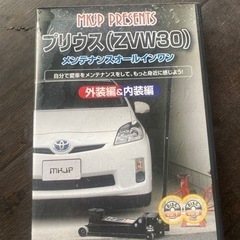 MKJP PRESENTS
プリウス(ZVW30)
メンテナンスオールインワン
自分で愛車をメンテナンスをして、もっと身近に感じよう!
外装編&内装編
MKJP